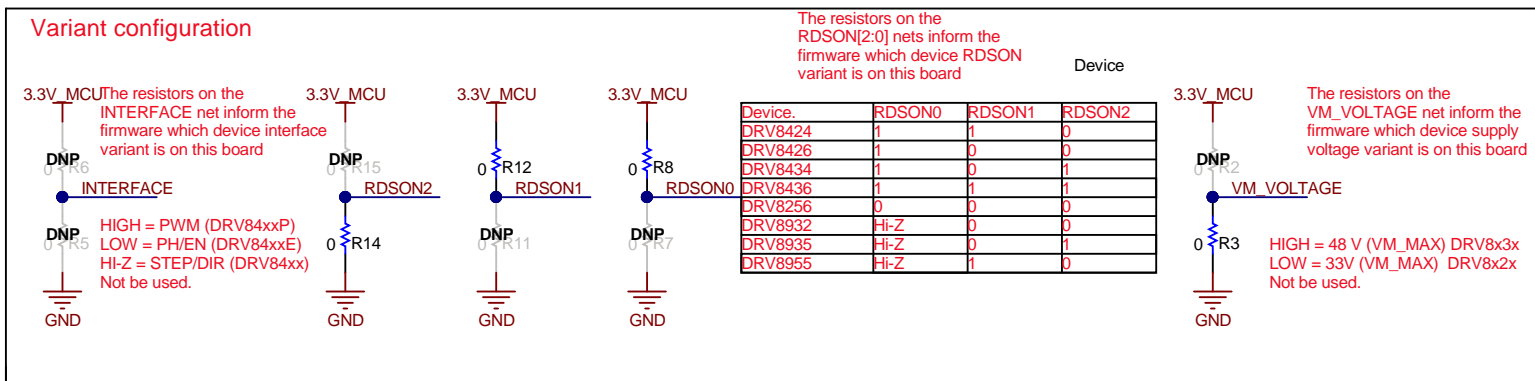 Variant configuration
3.3V_MCU
The resistors on the
INTERFACE net inform the
firmware which device interface
variant is on this board
DNP
0 R6
INTERFACE
DNP
0 R5
HIGH = PWM (DRV84xxP)
LOW = PH/EN (DRV84xxE)
HI-Z = STEP/DIR (DRV84xx)
Not be used.
GND
3.3V_MCU
DNP
0 R15
RDSON2
0 R14
GND
3.3V_MCU
0 R12
RDSON1
DNP
0 R11
GND
3.3V_MCU
0 R8
RDSON0
DNP
0 R7
GND
The resistors on the
RDSON[2:0] nets inform the
firmware which device RDSON
variant is on this board
Device
Device. RDSON0 RDSON1 RDSON2
DRV8424 1 1 0
DRV8426 1 0 0
DRV8434 1 0 1
DRV8436 1 1 1
DRV8256 0 0 0
DRV8932 Hi-Z 0 0
DRV8935 Hi-Z 0 1
DRV8955 Hi-Z 1 0
3.3V_MCU
DNP
0 R2
VM_VOLTAGE
0 R3
GND
The resistors on the
VM_VOLTAGE net inform the
firmware which device supply
voltage variant is on this board
HIGH = 48 V (VM_MAX) DRV8x3x
LOW = 33V (VM_MAX) DRV8x2x
Not be used.